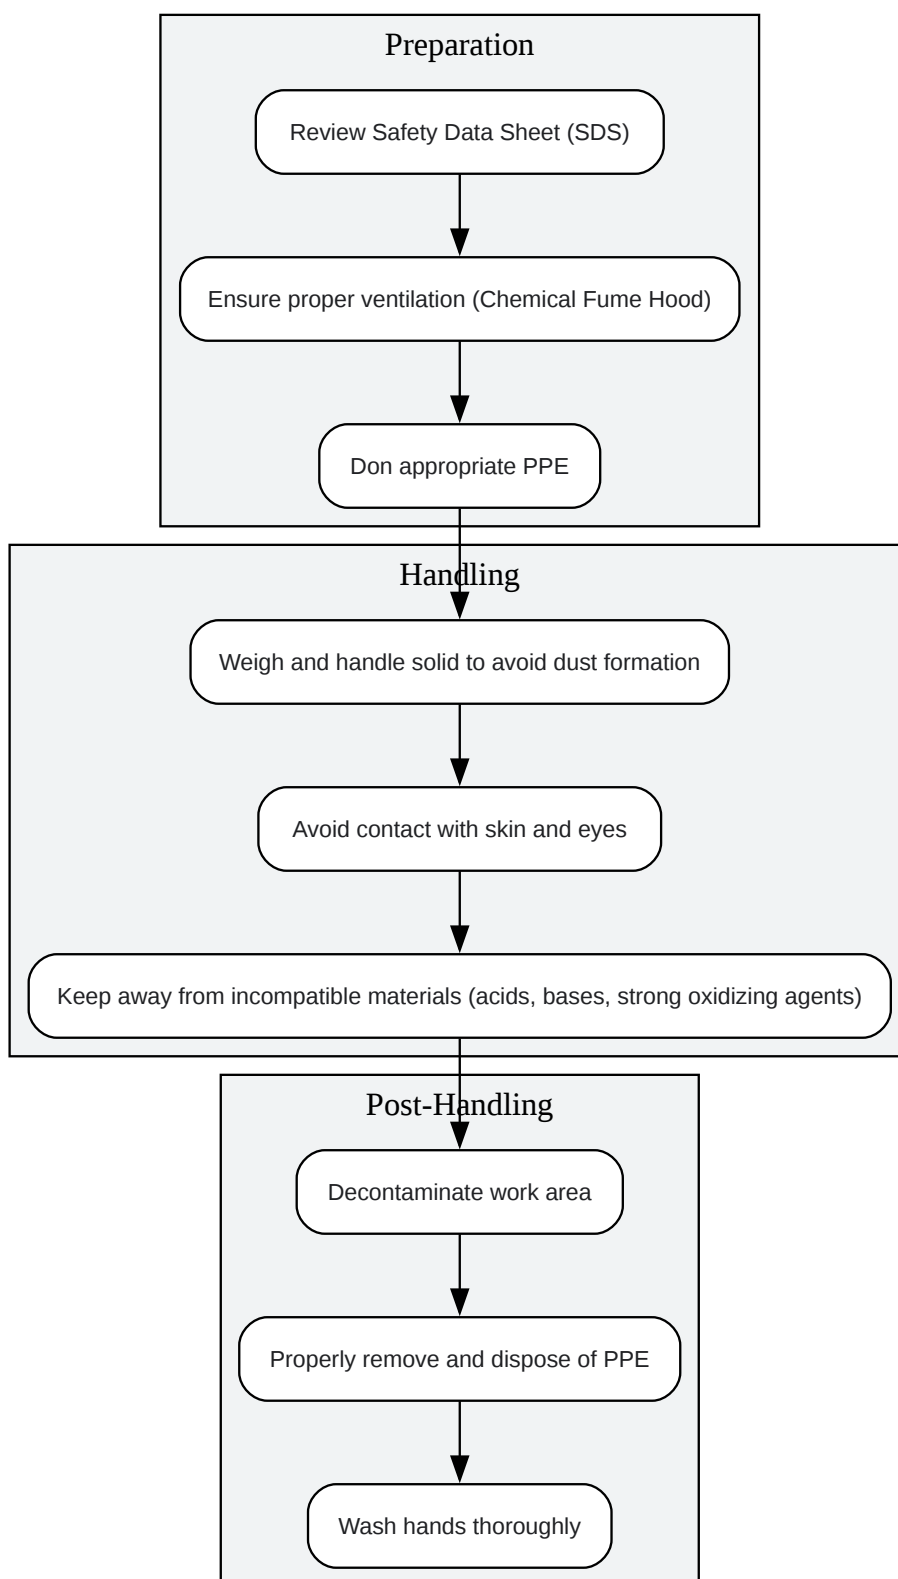 Preparation
Review Safety Data Sheet (SDS)
Ensure proper ventilation (Chemical Fume Hood)
Don appropriate PPE
Handling
Weigh and handle solid to avoid dust formation
Avoid contact with skin and eyes
Keep away from incompatible materials (acids, bases, strong oxidizing agents)
Post-Handling
Decontaminate work area
Properly remove and dispose of PPE
Wash hands thoroughly